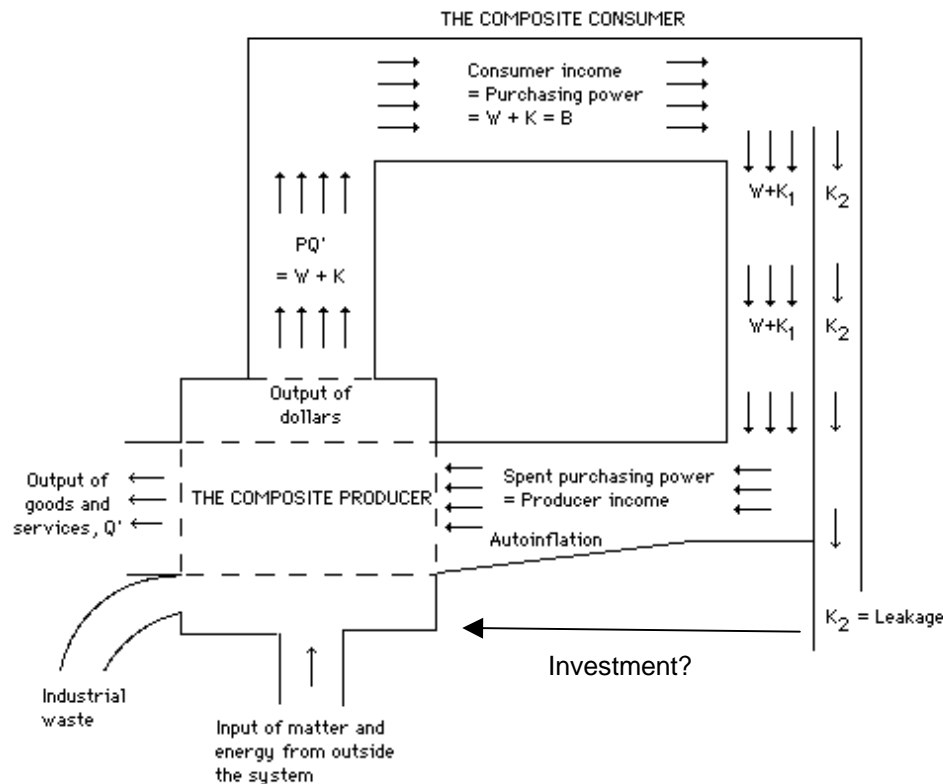 THE COMPOSITE CONSUMER
Consumer income
= Purchasing power
= W + K = B
W+K1
K2
PQ'
= W + K
W+K1
K2
Output of
dollars
Output of
goods and
services, Q'
THE COMPOSITE PRODUCER
Spent purchasing power
= Producer income
Autoinflation
K2 = Leakage
Investment?
Industrial
waste
Input of matter and
energy from outside
the system